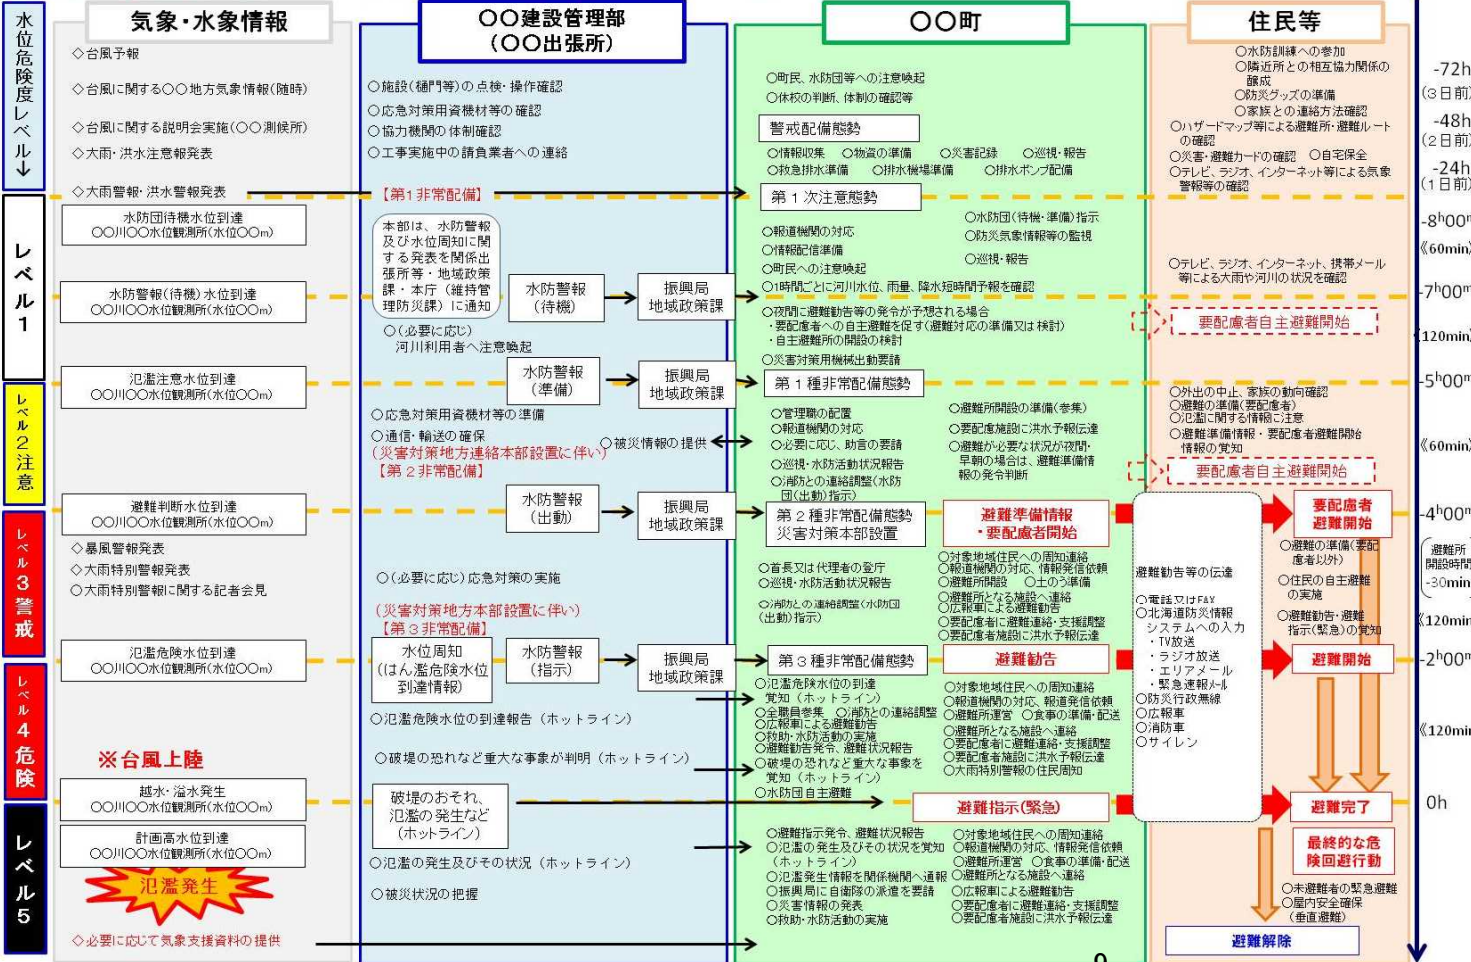 水位危険度レベル↓
レベル1
レベル2注意
レベル3警戒
レベル4危険
レベル5
気象・水象情報
◇台風予報
◇台風に関する〇〇地方気象情報(随時)
◇台風に関する説明会実施(〇〇測候所)
◇大雨・洪水注意報発表
◇大雨警報・洪水警報発表
水防団待機水位到達
〇〇川〇〇水位観測所(水位〇〇m)
水防警報(待機)水位到達
〇〇川〇〇水位観測所(水位〇〇m)
氾濫注意水位到達
〇〇川〇〇水位観測所(水位〇〇m)
避難判断水位到達
〇〇川〇〇水位観測所(水位〇〇m)
◇暴風警報発表
◇大雨特別警報発表
〇大雨特別警報に関する記者会見
氾濫危険水位到達
〇〇川〇〇水位観測所(水位〇〇m)
※台風上陸
越水・溢水発生
〇〇川〇〇水位観測所(水位〇〇m)
計画高水位到達
〇〇川〇〇水位観測所(水位〇〇m)
氾濫発生
◇必要に応じて気象支援資料の提供
〇〇建設管理部
(〇〇出張所)
〇施設(樋門等)の点検・操作確認
〇応急対策用資機材等の確認
〇協力機関の体制確認
〇工事実施中の請負業者への連絡
【第1非常配備】
本部は、水防警報
及び水位周知に関
する発表を関係出
張所等・地域政策
課・本庁(維持管
理防災課)に通知
水防警報
(待機)
振興局
地域政策課
〇(必要に応じ)
河川利用者へ注意喚起
水防警報
(準備)
振興局
地域政策課
〇応急対策用資機材等の準備
〇通信・輸送の確保
〇被災情報の提供
(災害対策地方連絡本部設置に伴い)
【第2非常配備】
水防警報
(出動)
振興局
地域政策課
〇(必要に応じ)応急対策の実施
(災害対策地方本部設置に伴い)
【第3非常配備】
水位周知
(はん濫危険水位
到達情報)
水防警報
(指示)
振興局
地域政策課
〇氾濫危険水位の到達報告(ホットライン)
〇破堤の恐れなど重大な事象が判明(ホットライン)
破堤のおそれ、
氾濫の発生など
(ホットライン)
〇氾濫の発生及びその状況(ホットライン)
〇被災状況の把握
〇〇町
〇町民、水防団等への注意喚起
〇休校の判断、体制の確認等
警戒配備態勢
〇情報収集 〇物資の準備 〇災害記録 〇巡視・報告
〇救急排水準備 〇排水機場準備 〇排水ポンプ配備
第1次注意態勢
〇報道機関の対応
〇情報配信準備
〇町民への注意喚起
〇水防団(待機・準備)指示
〇防災気象情報等の監視
〇巡視・報告
〇1時間ごとに河川水位、雨量、降水短時間予報を確認
〇夜間に避難勧告等の発令が予想される場合
・要配慮者への自主避難を促す(避難対応の準備又は検討)
・自主避難所の開設の検討
〇災害対策用機械出動要請
第1種非常配備態勢
〇管理職の配置
〇報道機関の対応
〇必要に応じ、助言の要請
〇巡視・水防活動状況報告
〇消防との連絡調整(水防
団(出動)指示)
〇避難所開設の準備(参集)
〇要配慮施設に洪水予報伝達
〇避難が必要な状況が夜間・
早朝の場合は、避難準備情
報の発令判断
第2種非常配備態勢
災害対策本部設置
避難準備情報
・要配慮者開始
〇首長又は代理者の登庁
〇巡視・水防活動状況報告
〇消防との連絡調整(水防団
(出動)指示)
〇対象地域住民への周知連絡
〇報道機関の対応、情報発信依頼
〇避難所開設 〇土のう準備
〇避難所となる施設へ連絡
〇広報車による避難勧告
〇要配慮者に避難連絡・支援調整
〇要配慮者施設に洪水予報伝達
第3種非常配備態勢
避難勧告
〇氾濫危険水位の到達
覚知(ホットライン)
〇全職員参集 〇消防との連絡調整
〇広報車による避難勧告
〇救助・水防活動の実施
〇避難勧告発令、避難状況報告
〇破堤の恐れなど重大な事象を
覚知(ホットライン)
〇水防団自主避難
〇対象地域住民への周知連絡
〇報道機関の対応、報道発信依頼
〇避難所運営 〇食事の準備・配送
〇避難所となる施設へ連絡
〇要配慮者に避難連絡・支援調整
〇要配慮者施設に洪水予報伝達
〇大雨特別警報の住民周知
避難指示(緊急)
〇避難指示発令、避難状況報告
〇氾濫の発生及びその状況を覚知
(ホットライン)
〇氾濫発生情報を関係機関へ通報
〇振興局に自衛隊の派遣を要請
〇災害情報の発表
〇救助・水防活動の実施
〇対象地域住民への周知連絡
〇報道機関の対応、情報発信依頼
〇避難所運営 〇食事の準備・配送
〇避難所となる施設へ連絡
〇広報車による避難勧告
〇要配慮者に避難連絡・支援調整
〇要配慮者施設に洪水予報伝達
住民等
〇水防訓練への参加
〇隣近所との相互協力関係の
醸成
〇防災グッズの準備
〇家族との連絡方法確認
〇ハザードマップ等による避難所・避難ルート
の確認
〇災害・避難カードの確認 〇自宅保全
〇テレビ、ラジオ、インターネット等による気象
警報等の確認
〇テレビ、ラジオ、インターネット、携帯メール
等による大雨や河川の状況を確認
要配慮者自主避難開始
〇外出の中止、家族の動向確認
〇避難の準備(要配慮者)
〇氾濫に関する情報に注意
〇避難準備情報・要配慮者避難開始
情報の覚知
要配慮者自主避難開始
避難勧告等の伝達
〇電話又はFAX
〇北海道防災情報
システムへの入力
・TV放送
・ラジオ放送
・エリアメール
・緊急速報メール
〇防災行政無線
〇広報車
〇消防車
〇サイレン
要配慮者
避難開始
〇避難の準備(要配
慮者以外)
〇住民の自主避難
の実施
〇避難勧告・避難
指示(緊急)の覚知
避難開始
避難完了
最終的な危
険回避行動
〇未避難者の緊急避難
〇屋内安全確保
(垂直避難)
避難解除
-72h
(3日前)
-48h
(2日前)
-24h
(1日前)
-8h00m
《60min》
-7h00m
《120min》
-5h00m
《60min》
-4h00m
避難所
開設時間
-30min
《120min》
-2h00m
《120min》
0h